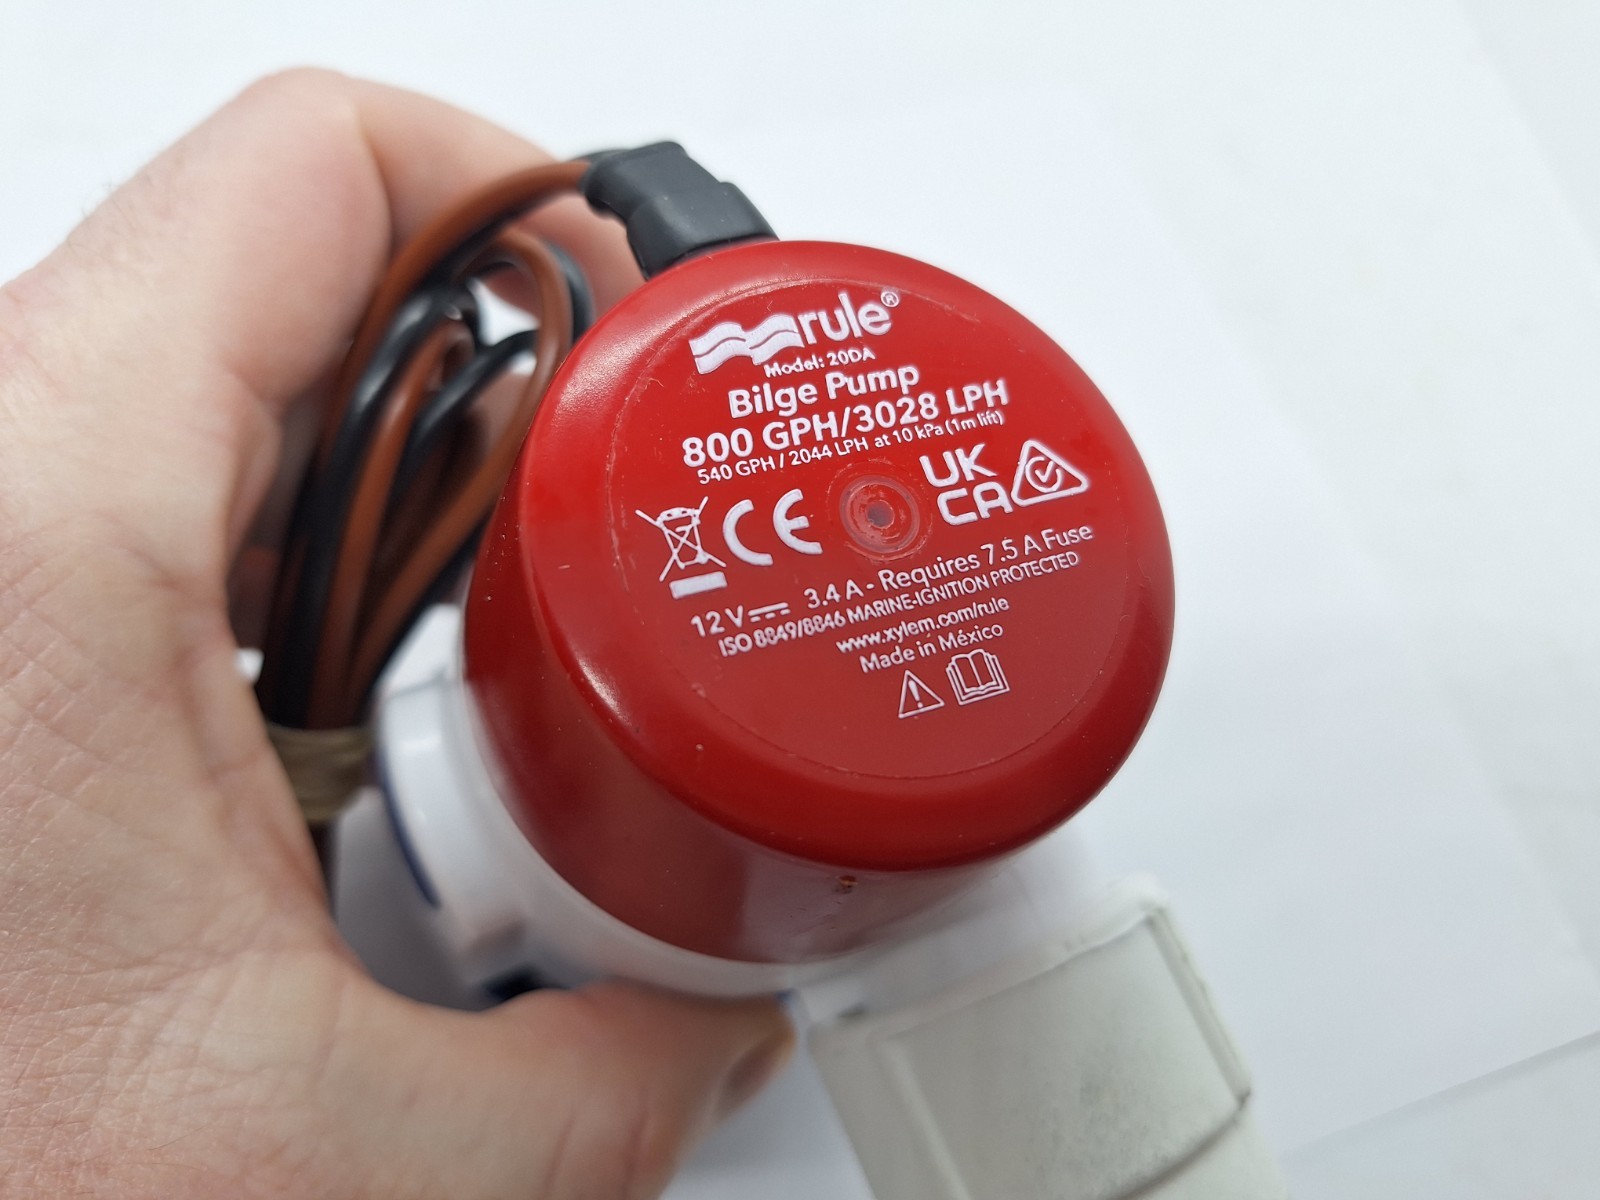 rule®
Model: 20DA
Bilge Pump
800 GPH/3028 LPH
540 GPH / 2044 LPH at 10 kPa (1m lift)
CE UK CA
12 V 3.4 A - Requires 7.5 A Fuse
ISO 8849/8846 MARINE-IGNITION PROTECTED
www.xylem.com/rule
Made in México